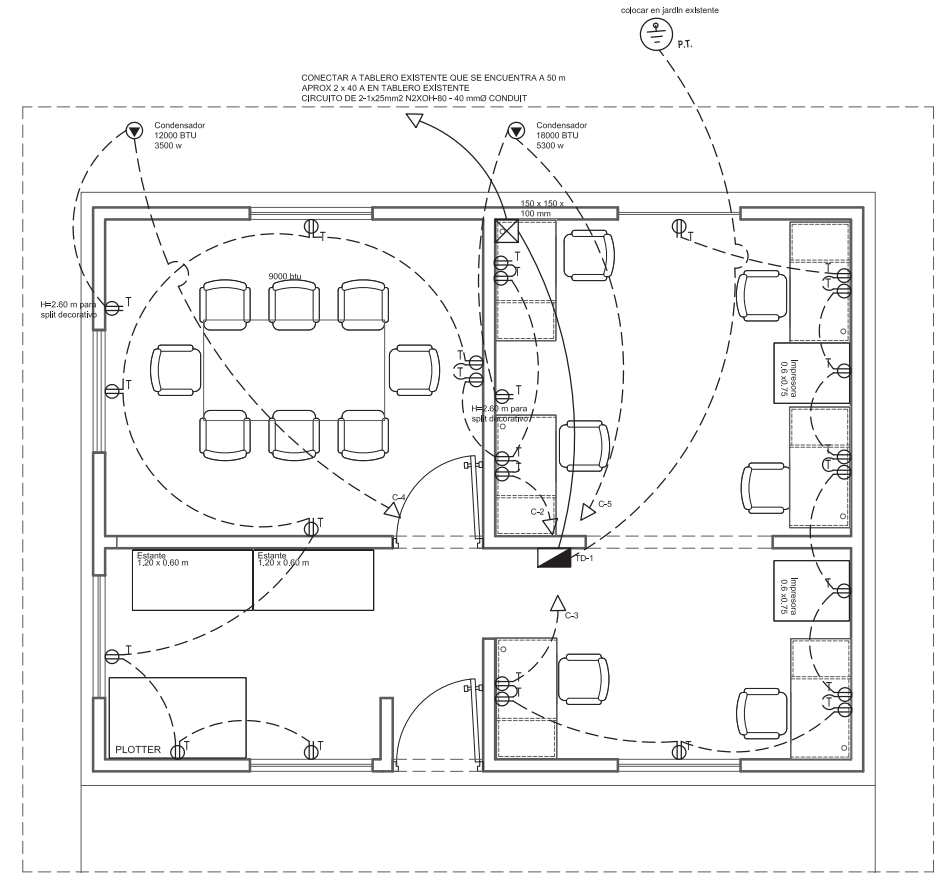 colocar en jardín existente
P.T.
CONECTAR A TABLERO EXISTENTE QUE SE ENCUENTRA A 50 m
APROX 2 x 40 A EN TABLERO EXISTENTE
CIRCUITO DE 2-1x25mm2 N2XOH-80 - 40 mmØ CONDUIT
Condensador
12000 BTU
3500 w
Condensador
18000 BTU
5300 w
150 x 150 x
100 mm
T
T
9000 btu
T
T
T
T
H=2.60 m para
split decorativo
T
T
T
T
Impresora
0.6 x0.75
T
T
T
H=2.60 m para
split decorativo
T
T
T
T
C-4
C-2
C-5
T
Estante
1,20 x 0.60 m
Estante
1,20 x 0.60 m
TD-1
T
Impresora
0.6 x0.75
C-3
T
T
T
T
T
PLOTTER
T
T
T